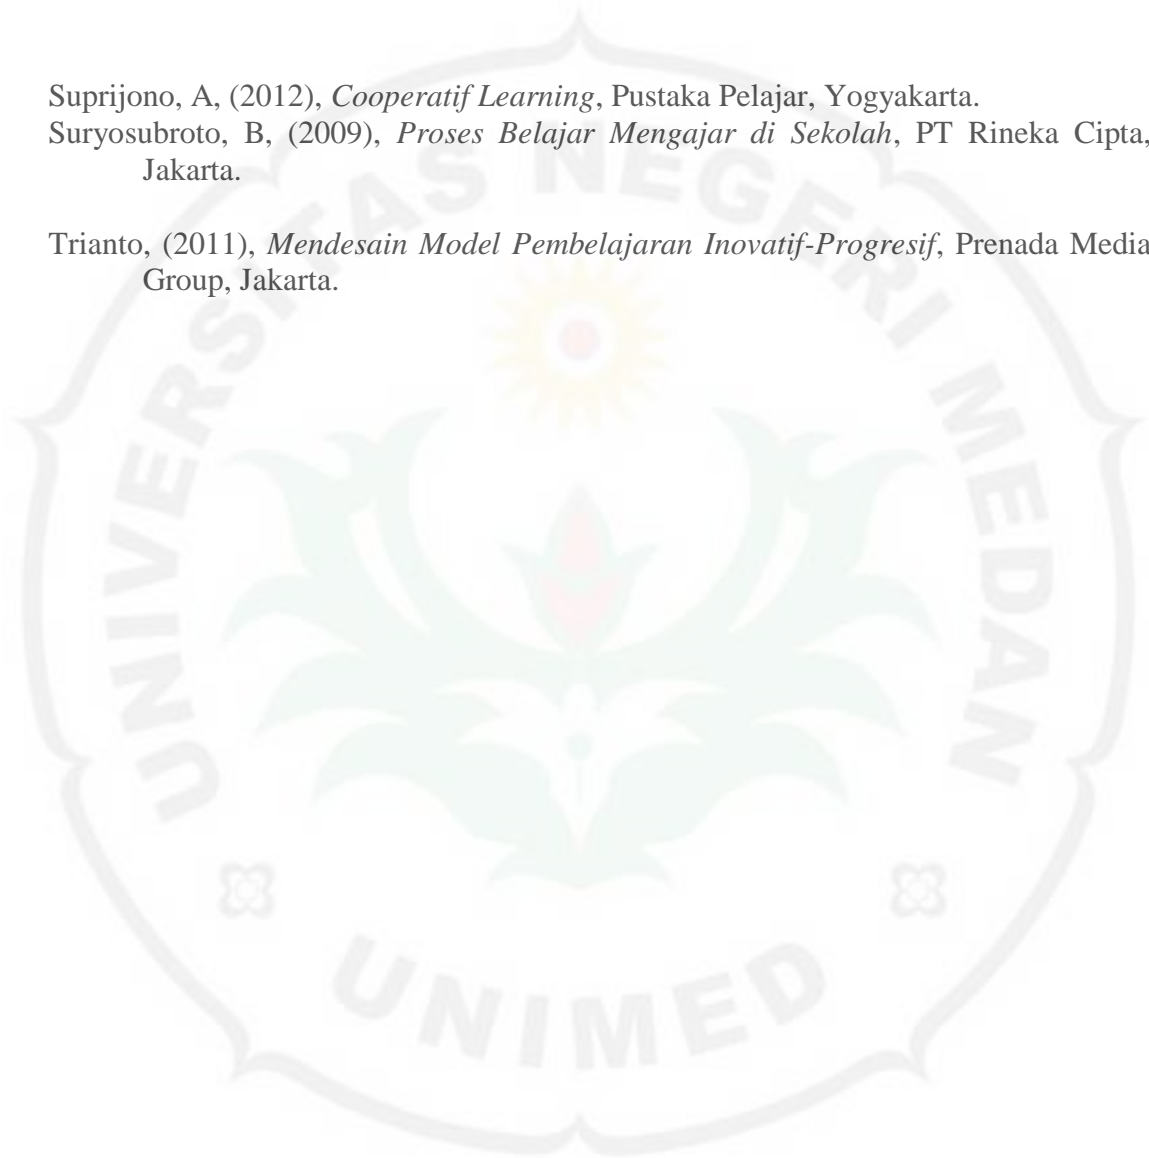 Suprijono, A, (2012), Cooperatif Learning, Pustaka Pelajar, Yogyakarta.
Suryosubroto, B, (2009), Proses Belajar Mengajar di Sekolah, PT Rineka Cipta,
Jakarta.
Trianto, (2011), Mendesain Model Pembelajaran Inovatif-Progresif, Prenada Media
Group, Jakarta.
UNIVERSITAS NEGERI MEDAN
UNIMED